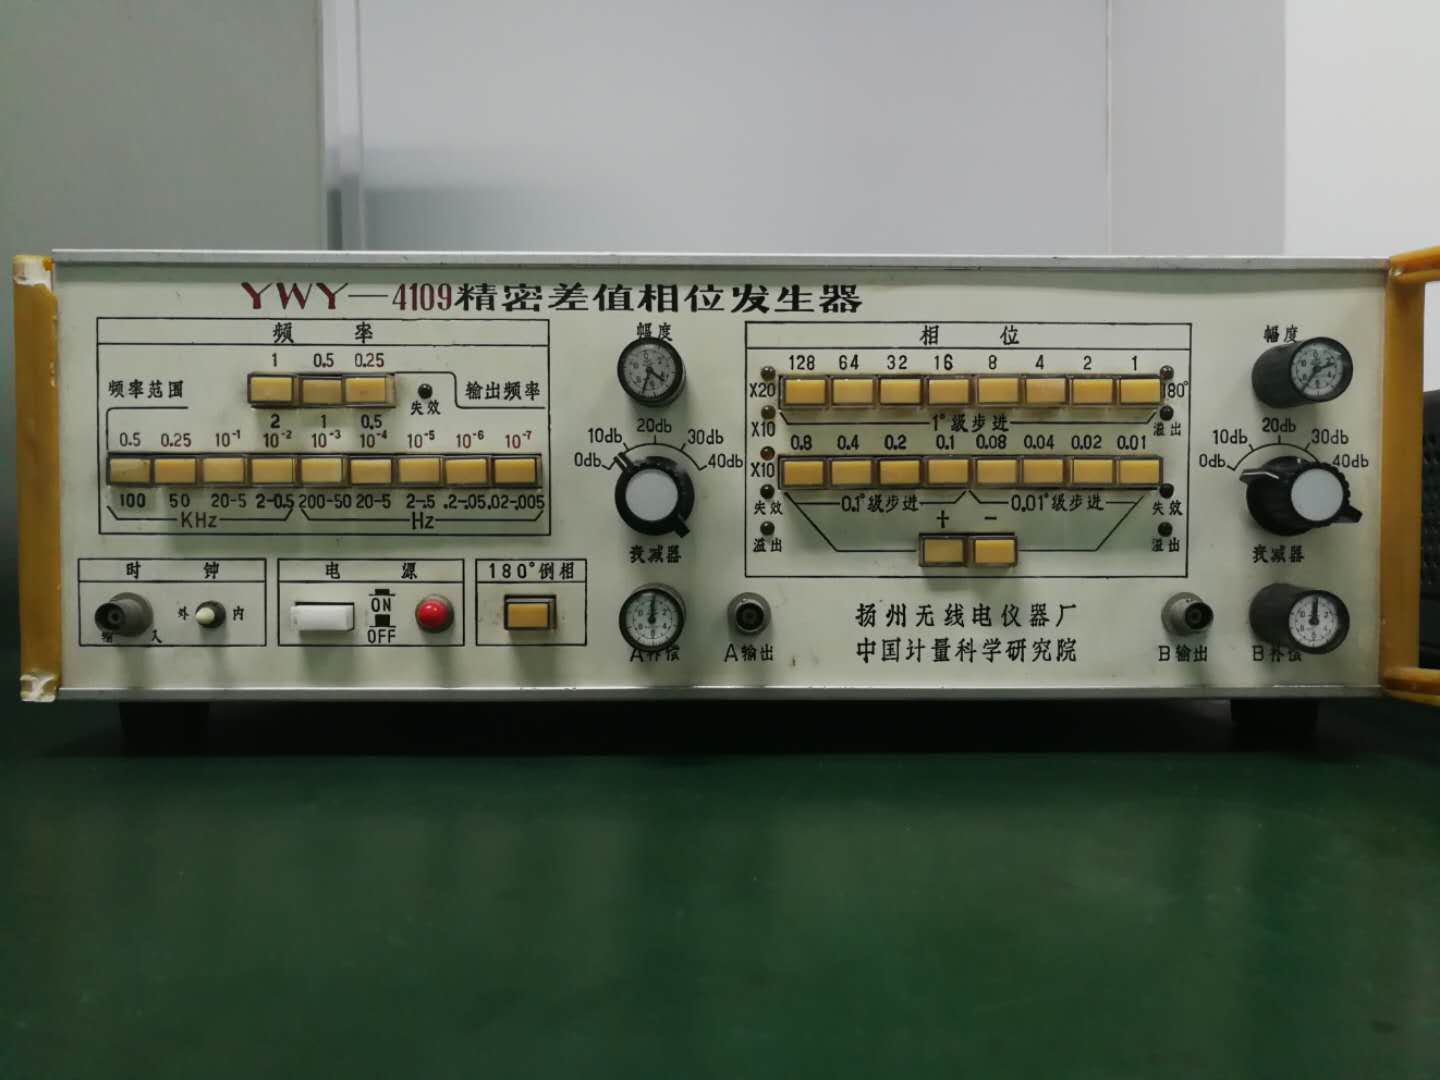 YWY—4109精密差值相位发生器
频 率
1 0.5 0.25
频率范围
失效
输出频率
2 1 0.5
0.5 0.25 10⁻¹ 10⁻² 10⁻³ 10⁻⁴ 10⁻⁵ 10⁻⁶ 10⁻⁷
100 50 20-5 2-0.5 200-50 20-5 2-.5 .2-.05 .02-.005
KHz Hz
时 钟
输 入
外 内
电 源
ON
OFF
180°倒相
幅度
0db 10db 20db 30db 40db
衰减器
A补偿
A输出
相 位
128 64 32 16 8 4 2 1
X20 180°
X10 1°级步进 溢出
0.8 0.4 0.2 0.1 0.08 0.04 0.02 0.01
X10
失效 0.1°级步进 0.01°级步进 失效
溢出 + − 溢出
扬州无线电仪器厂
中国计量科学研究院
B输出
幅度
0db 10db 20db 30db 40db
衰减器
B补偿